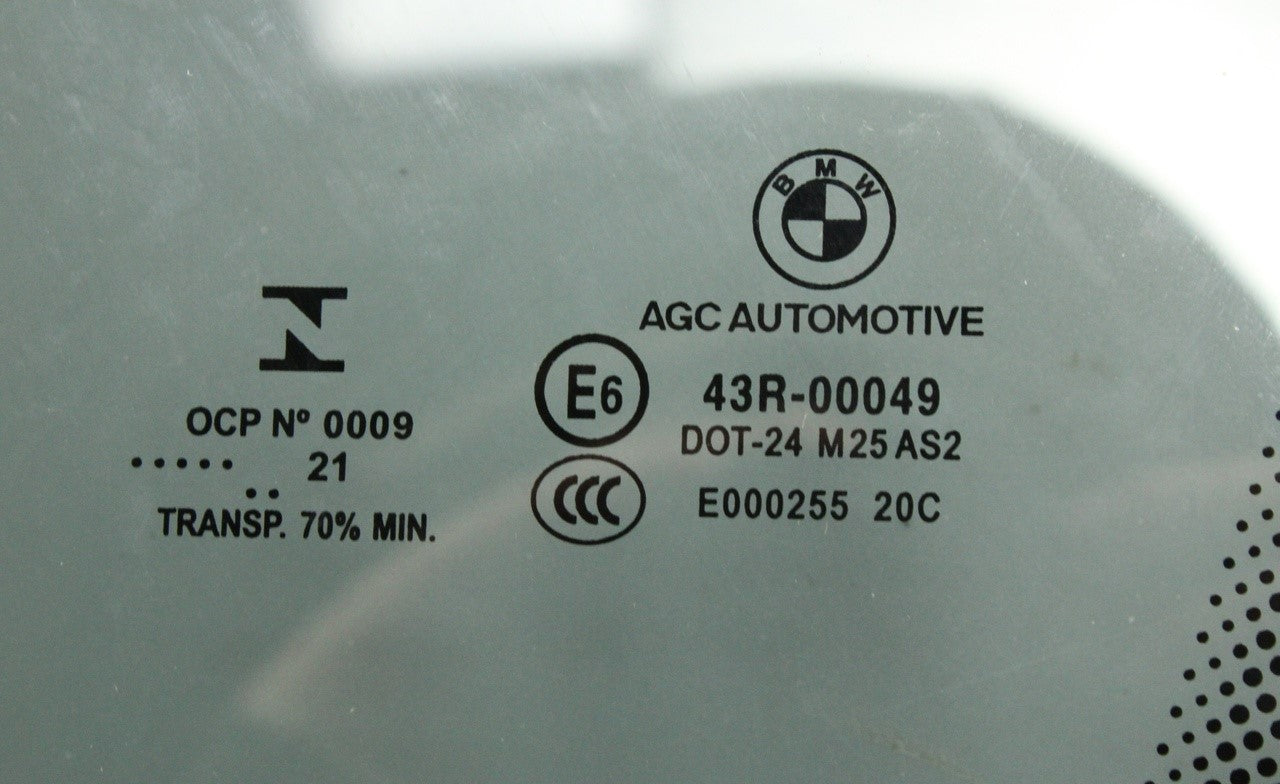 BMW
AGC AUTOMOTIVE
E6
43R-00049
DOT-24 M25 AS2
CCC
E000255 20C
OCP Nº 0009
..... 21
..
TRANSP. 70% MIN.